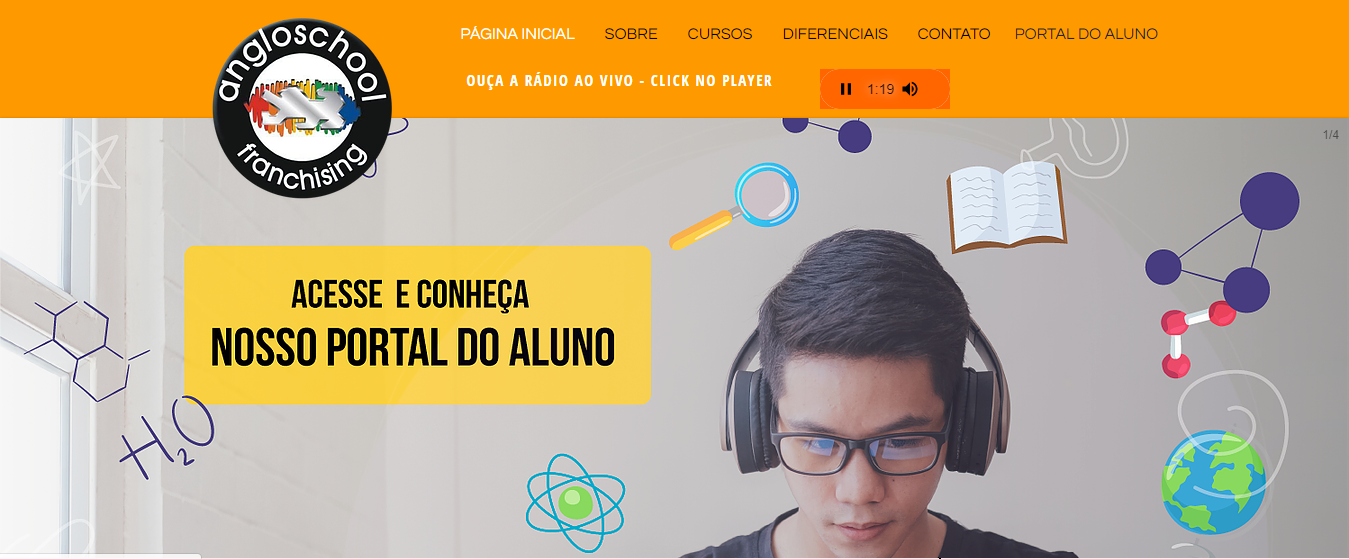 angloschool
franchising
PÁGINA INICIAL SOBRE CURSOS DIFERENCIAIS CONTATO PORTAL DO ALUNO
OUÇA A RÁDIO AO VIVO - CLICK NO PLAYER
1:19
1/4
ACESSE E CONHEÇA
NOSSO PORTAL DO ALUNO
H2O